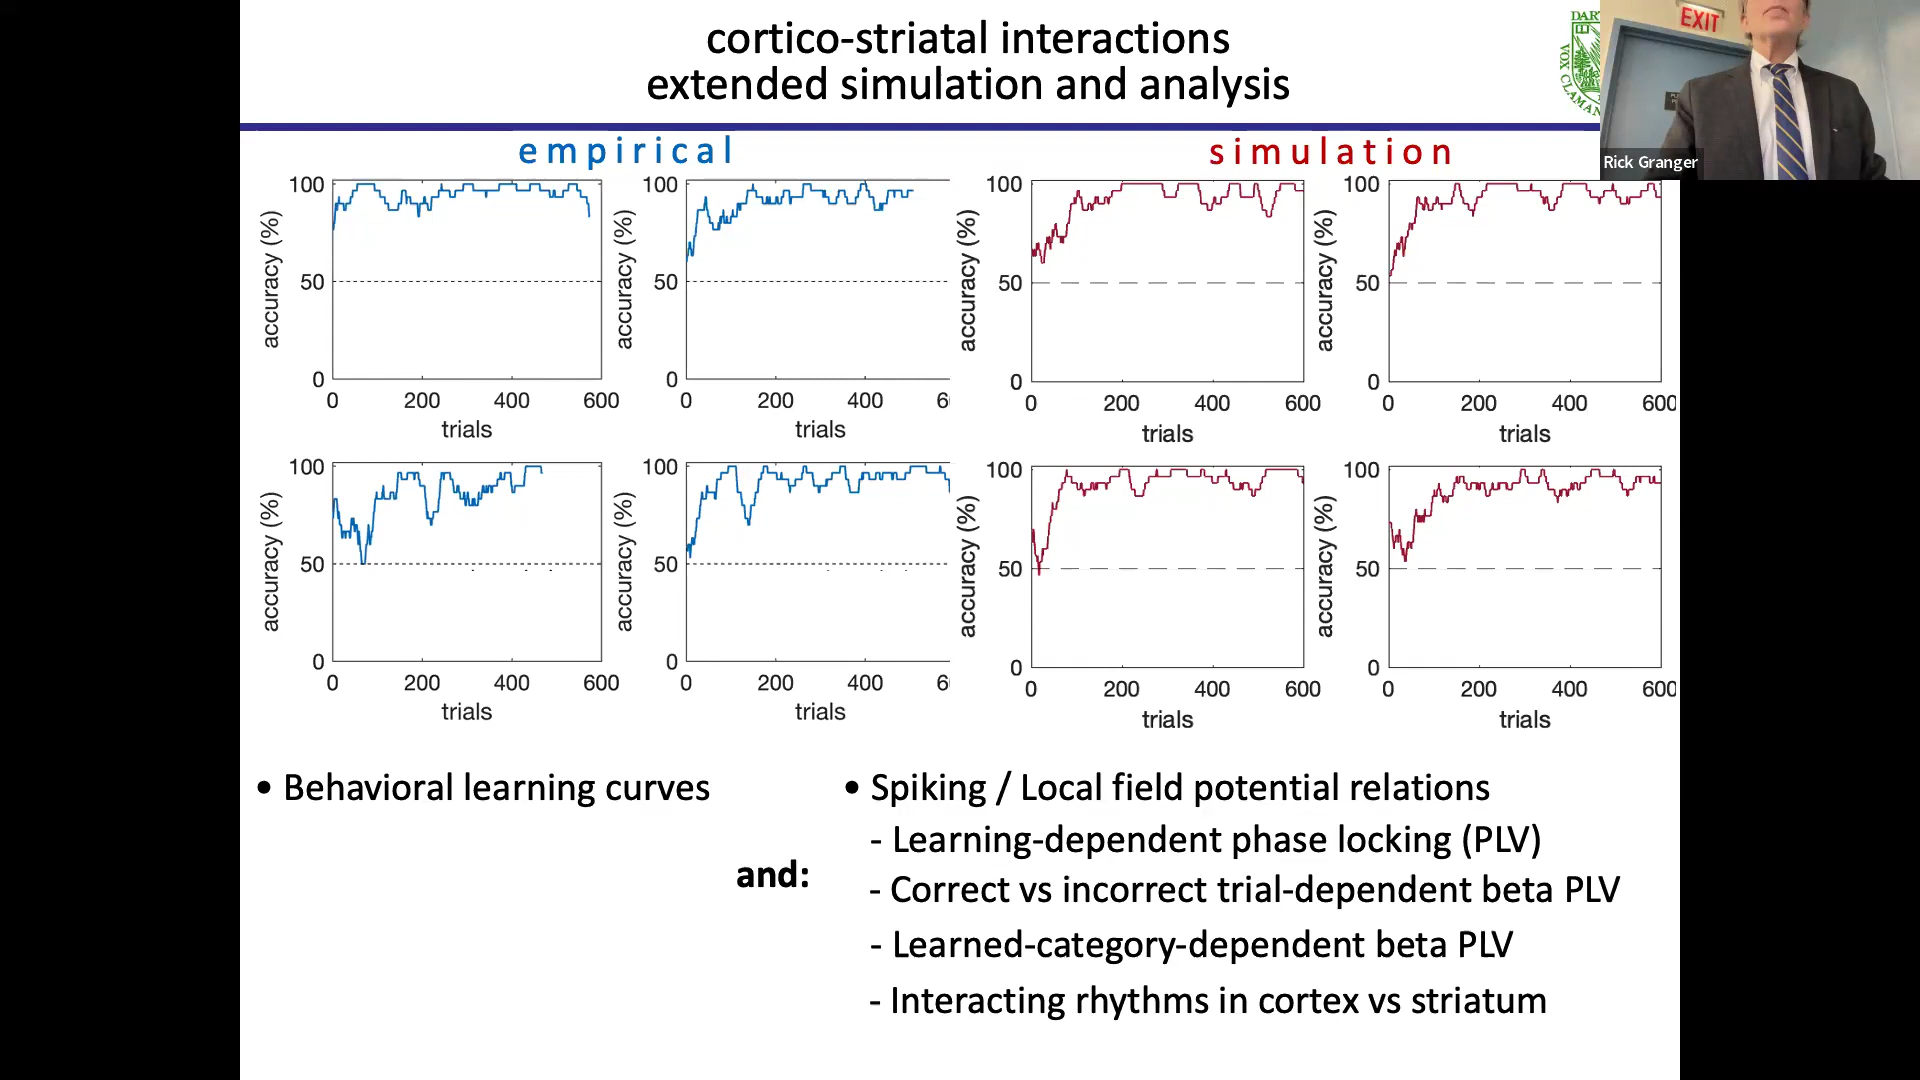 cortico-striatal interactions
extended simulation and analysis
DAR
VOX CLAMAN
EXIT
Rick Granger
empirical
simulation
accuracy (%)
100
50
0
0 200 400 600
trials
accuracy (%)
100
50
0
0 200 400 6
trials
accuracy (%)
100
50
0
0 200 400 600
trials
accuracy (%)
100
50
0
0 200 400 600
trials
accuracy (%)
100
50
0
0 200 400 600
trials
accuracy (%)
100
50
0
0 200 400 6
trials
accuracy (%)
100
50
0
0 200 400 600
trials
accuracy (%)
100
50
0
0 200 400 600
trials
• Behavioral learning curves
and:
• Spiking / Local field potential relations
- Learning-dependent phase locking (PLV)
- Correct vs incorrect trial-dependent beta PLV
- Learned-category-dependent beta PLV
- Interacting rhythms in cortex vs striatum